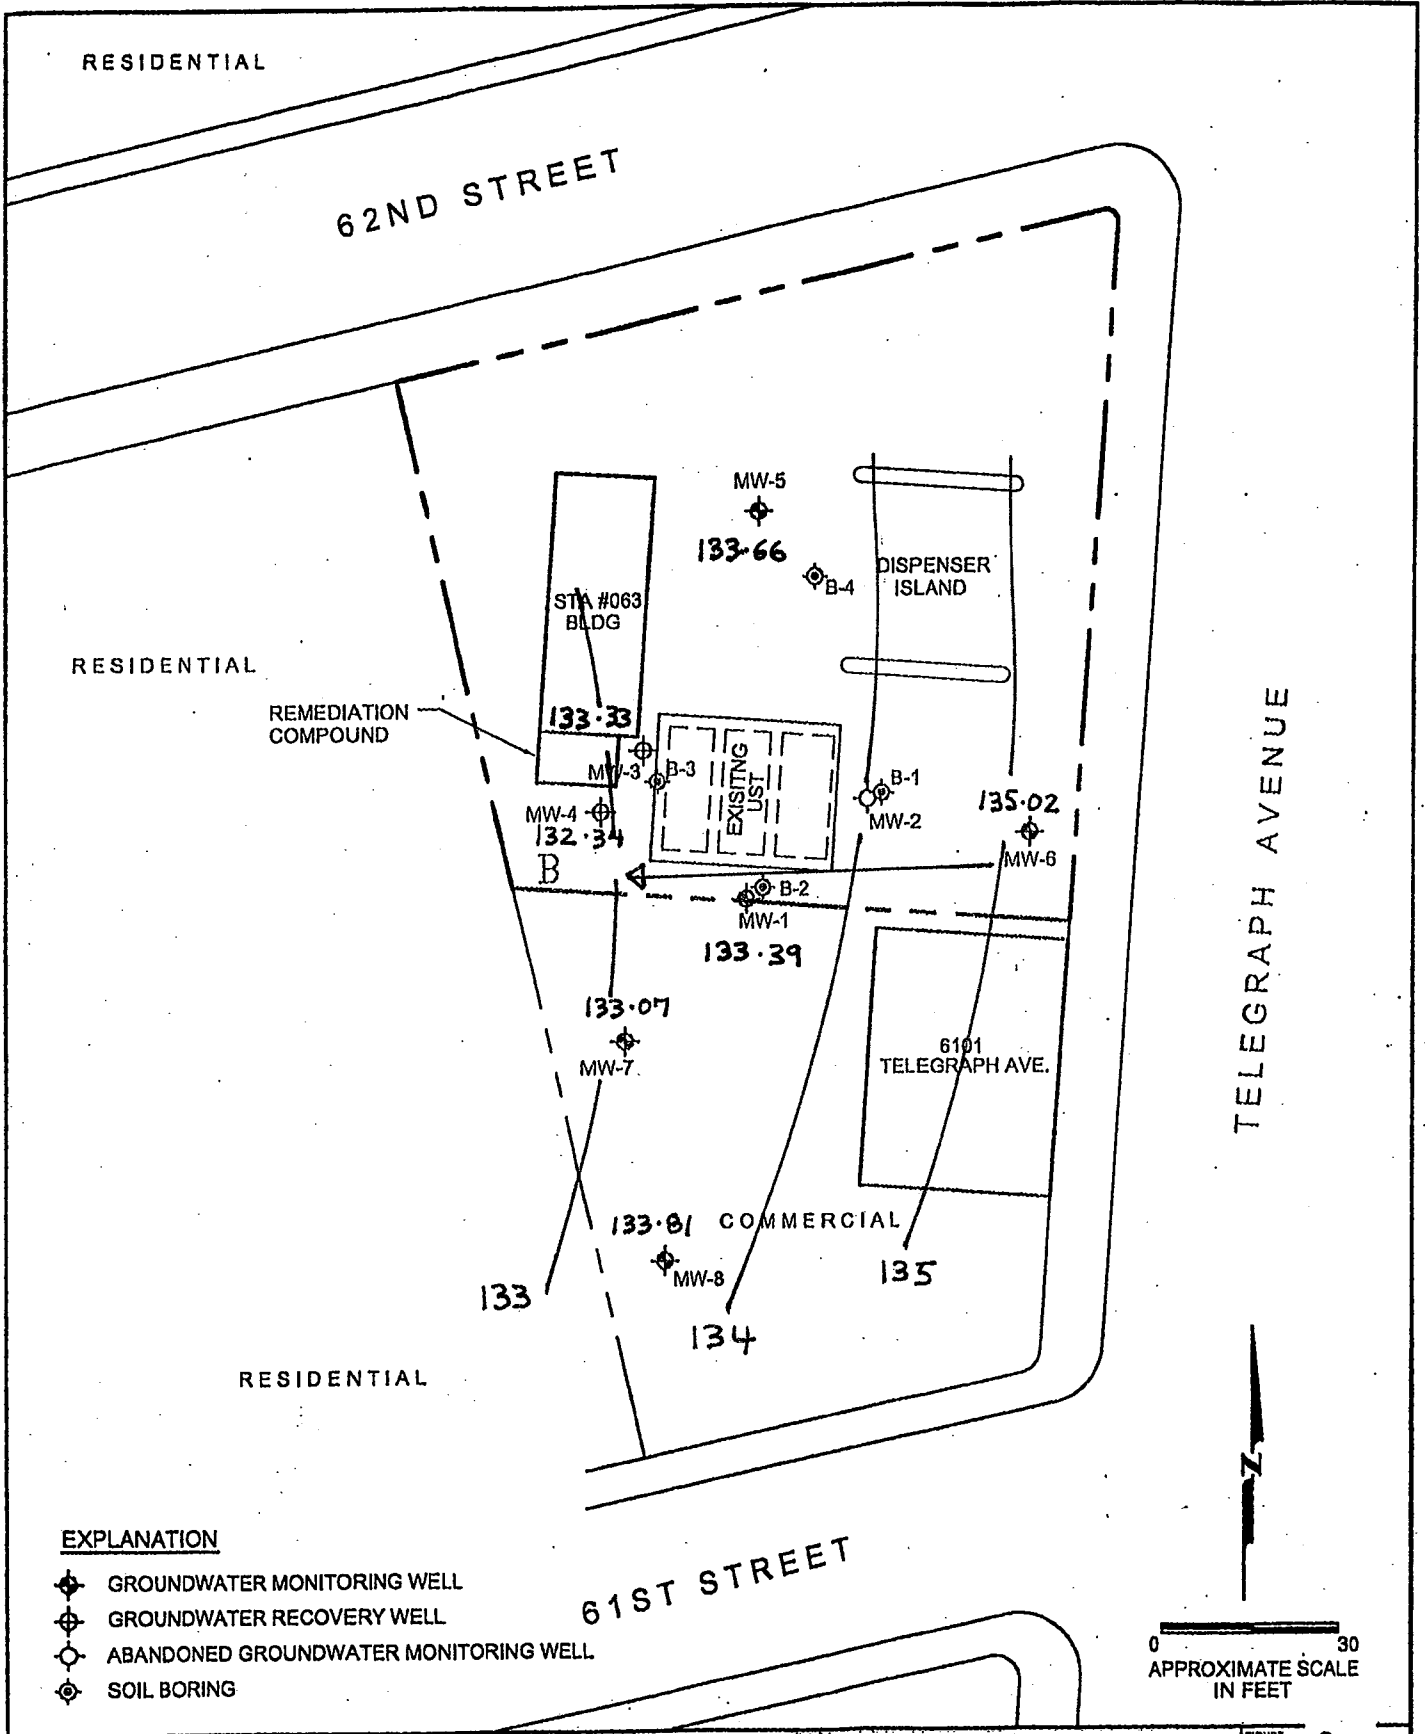 RESIDENTIAL
62ND STREET
MW-5
133.66
B-4
DISPENSER
ISLAND
STA #063
BLDG
RESIDENTIAL
REMEDIATION
COMPOUND
133.33
MW-3
B-3
EXISITNG
UST
B-1
MW-2
135.02
MW-6
MW-4
132.34
B
B-2
MW-1
133.39
133.07
MW-7
6101
TELEGRAPH AVE.
TELEGRAPH AVENUE
133.81
COMMERCIAL
MW-8
133
134
135
RESIDENTIAL
N
EXPLANATION
GROUNDWATER MONITORING WELL
GROUNDWATER RECOVERY WELL
ABANDONED GROUNDWATER MONITORING WELL
SOIL BORING
61ST STREET
0 30
APPROXIMATE SCALE
IN FEET